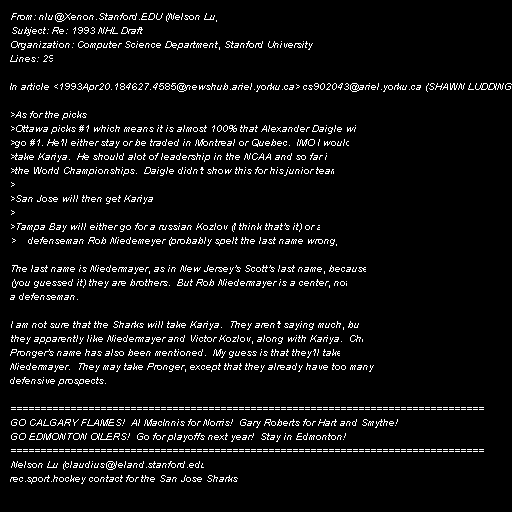 From: nlu@Xenon.Stanford.EDU (Nelson Lu,
Subject: Re: 1993 NHL Draft
Organization: Computer Science Department, Stanford University
Lines: 29
In article <1993Apr20.184627.4585@newshub.ariel.yorku.ca> cs902043@ariel.yorku.ca (SHAWN LUDDING
>As for the picks
>Ottawa picks #1 which means it is almost 100% that Alexander Daigle wi
>go #1. He'll either stay or be traded in Montreal or Quebec. IMO I would
>take Kariya. He should alot of leadership in the NCAA and so far i
>the World Championships. Daigle didn't show this for his junior team
>
>San Jose will then get Kariya
>
>Tampa Bay will either go for a russian Kozlov (I think that's it) or a
> defenseman Rob Niedemeyer (probably spelt the last name wrong,
The last name is Niedermayer, as in New Jersey's Scott's last name, because
(you guessed it) they are brothers. But Rob Niedermayer is a center, not
a defenseman.
I am not sure that the Sharks will take Kariya. They aren't saying much, bu
they apparently like Niedermayer and Victor Kozlov, along with Kariya. Ch
Pronger's name has also been mentioned. My guess is that they'll take
Niedermayer. They may take Pronger, except that they already have too many
defensive prospects.
===============================================================================
GO CALGARY FLAMES! Al MacInnis for Norris! Gary Roberts for Hart and Smythe!
GO EDMONTON OILERS! Go for playoffs next year! Stay in Edmonton!
===============================================================================
Nelson Lu (claudius@leland.stanford.edu
rec.sport.hockey contact for the San Jose Sharks